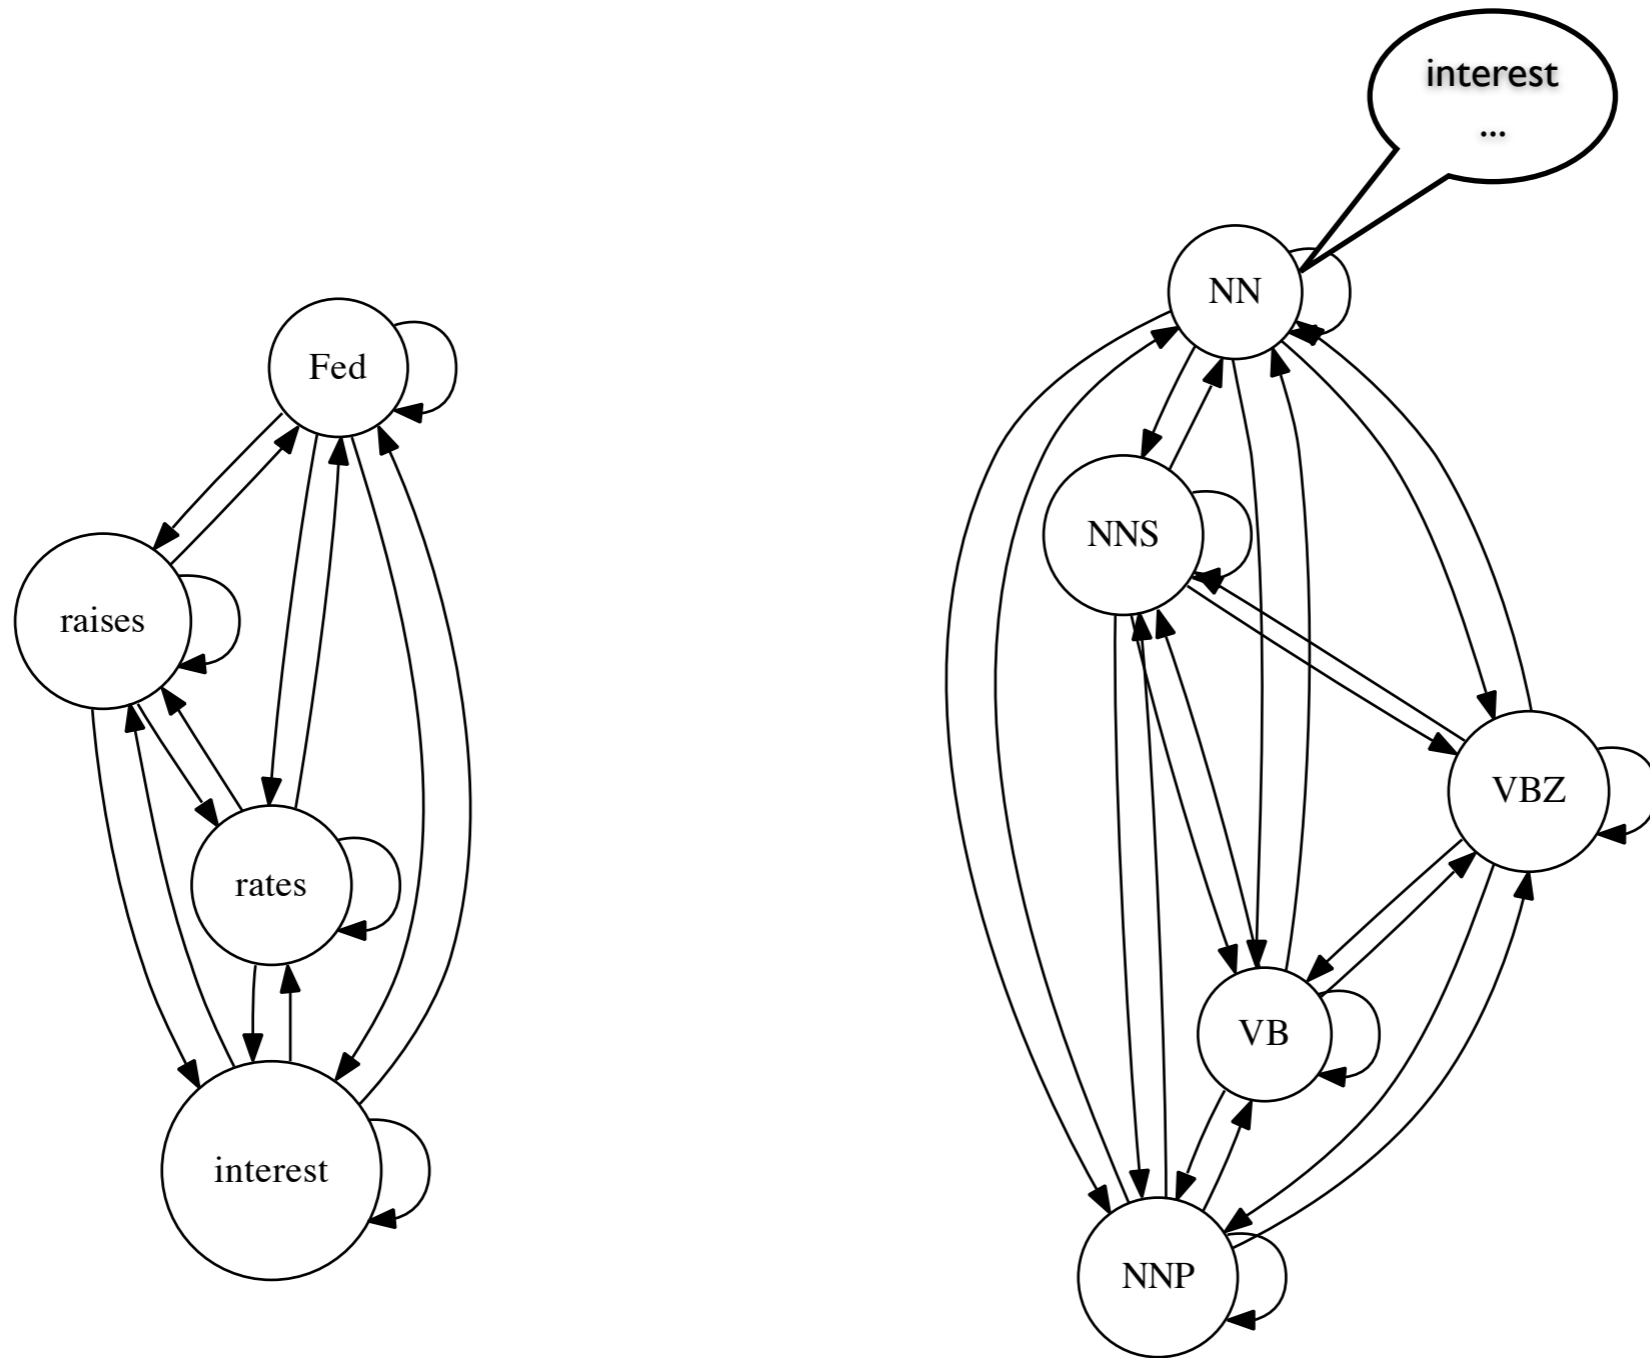 interest
...
NN
Fed
NNS
raises
VBZ
rates
VB
interest
NNP